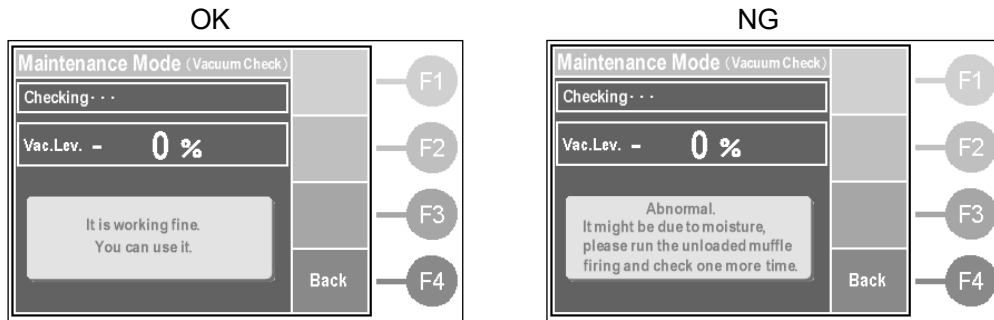 OK
Maintenance Mode (Vacuum Check)
Checking・・・
Vac.Lev. - 0 %
It is working fine.
You can use it.
Back
F1
F2
F3
F4
NG
Maintenance Mode (Vacuum Check)
Checking・・・
Vac.Lev. - 0 %
Abnormal.
It might be due to moisture,
please run the unloaded muffle
firing and check one more time.
Back
F1
F2
F3
F4